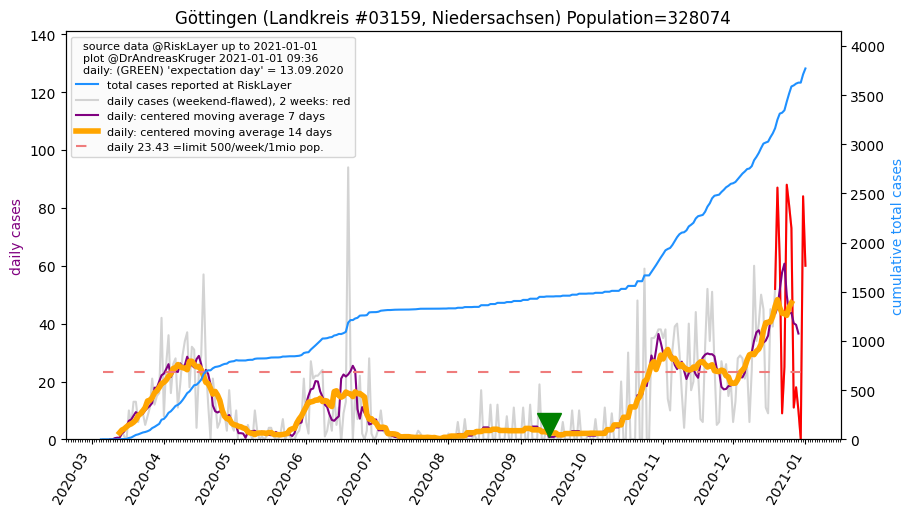 Göttingen (Landkreis #03159, Niedersachsen) Population=328074
source data @RiskLayer up to 2021-01-01
plot @DrAndreasKruger 2021-01-01 09:36
daily: (GREEN) 'expectation day' = 13.09.2020
total cases reported at RiskLayer
daily cases (weekend-flawed), 2 weeks: red
daily: centered moving average 7 days
daily: centered moving average 14 days
daily 23.43 =limit 500/week/1mio pop.
140
120
100
80
60
40
20
0
daily cases
4000
3500
3000
2500
2000
1500
1000
500
0
cumulative total cases
2020-03
2020-04
2020-05
2020-06
2020-07
2020-08
2020-09
2020-10
2020-11
2020-12
2021-01